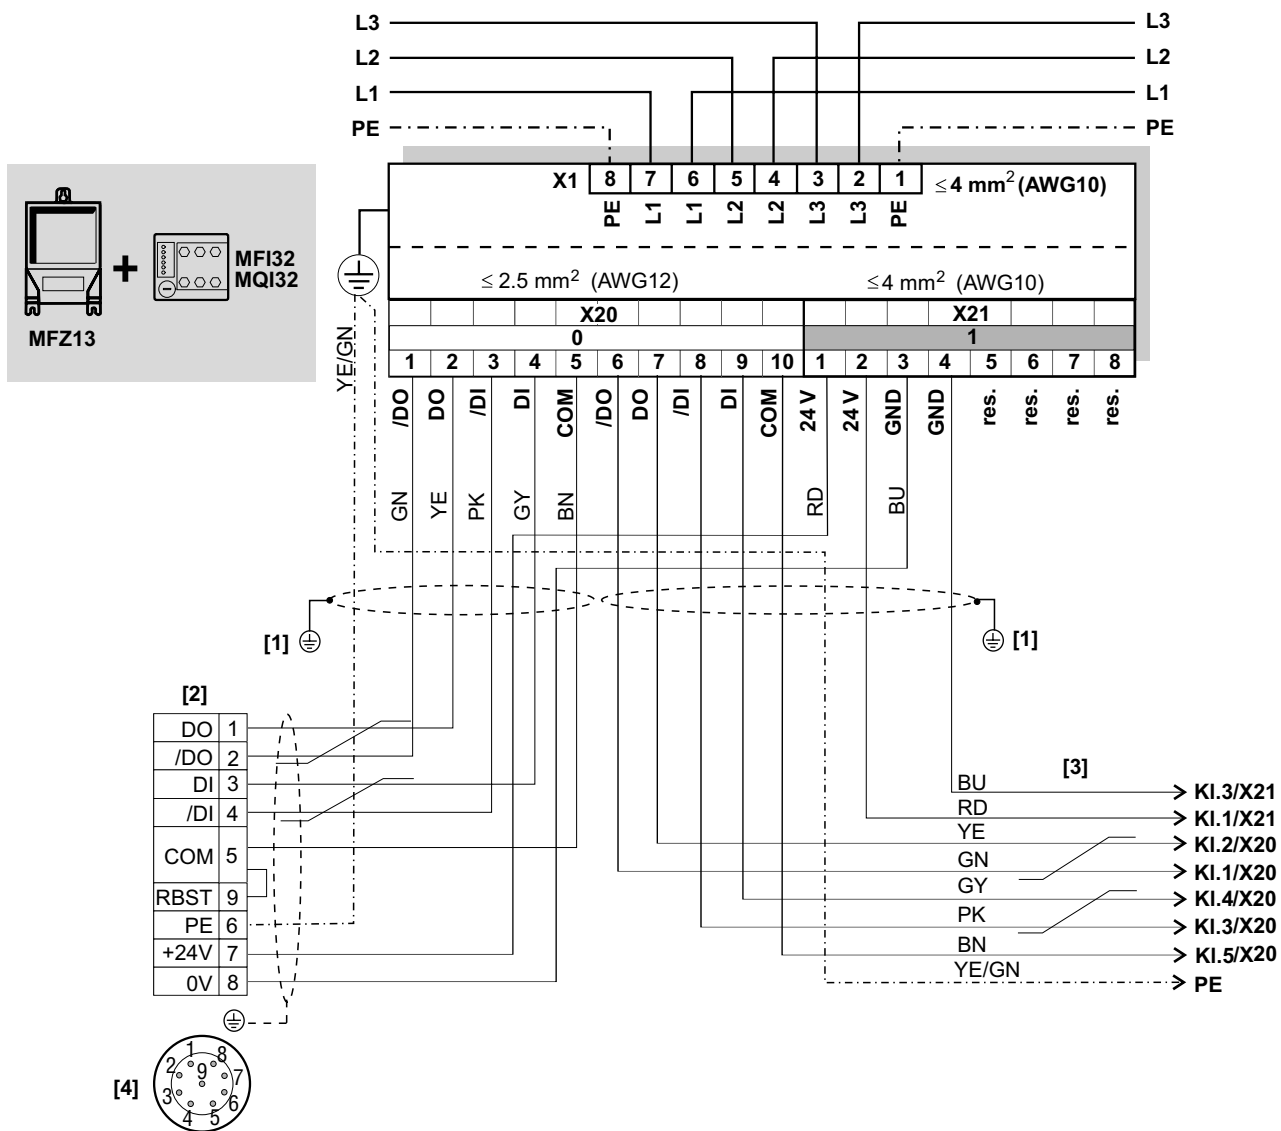 L3 L3
L2 L2
L1 L1
PE PE
X1 8 7 6 5 4 3 2 1 ≤ 4 mm² (AWG10)
PE L1 L1 L2 L2 L3 L3 PE
MFI32
MQI32
MFZ13
≤ 2.5 mm² (AWG12) ≤ 4 mm² (AWG10)
X20 X21
0 1
1 2 3 4 5 6 7 8 9 10 1 2 3 4 5 6 7 8
YE/GN
/DO DO /DI DI COM /DO DO /DI DI COM 24 V 24 V GND GND res. res. res. res.
GN YE PK GY BN RD BU
[1] [1]
[2]
DO 1
/DO 2
DI 3
/DI 4
COM 5
RBST 9
PE 6
+24V 7
0V 8
[3]
BU KI.3/X21
RD KI.1/X21
YE KI.2/X20
GN KI.1/X20
GY KI.4/X20
PK KI.3/X20
BN KI.5/X20
YE/GN PE
[4]
1 8
2 9 7
3 6
4 5